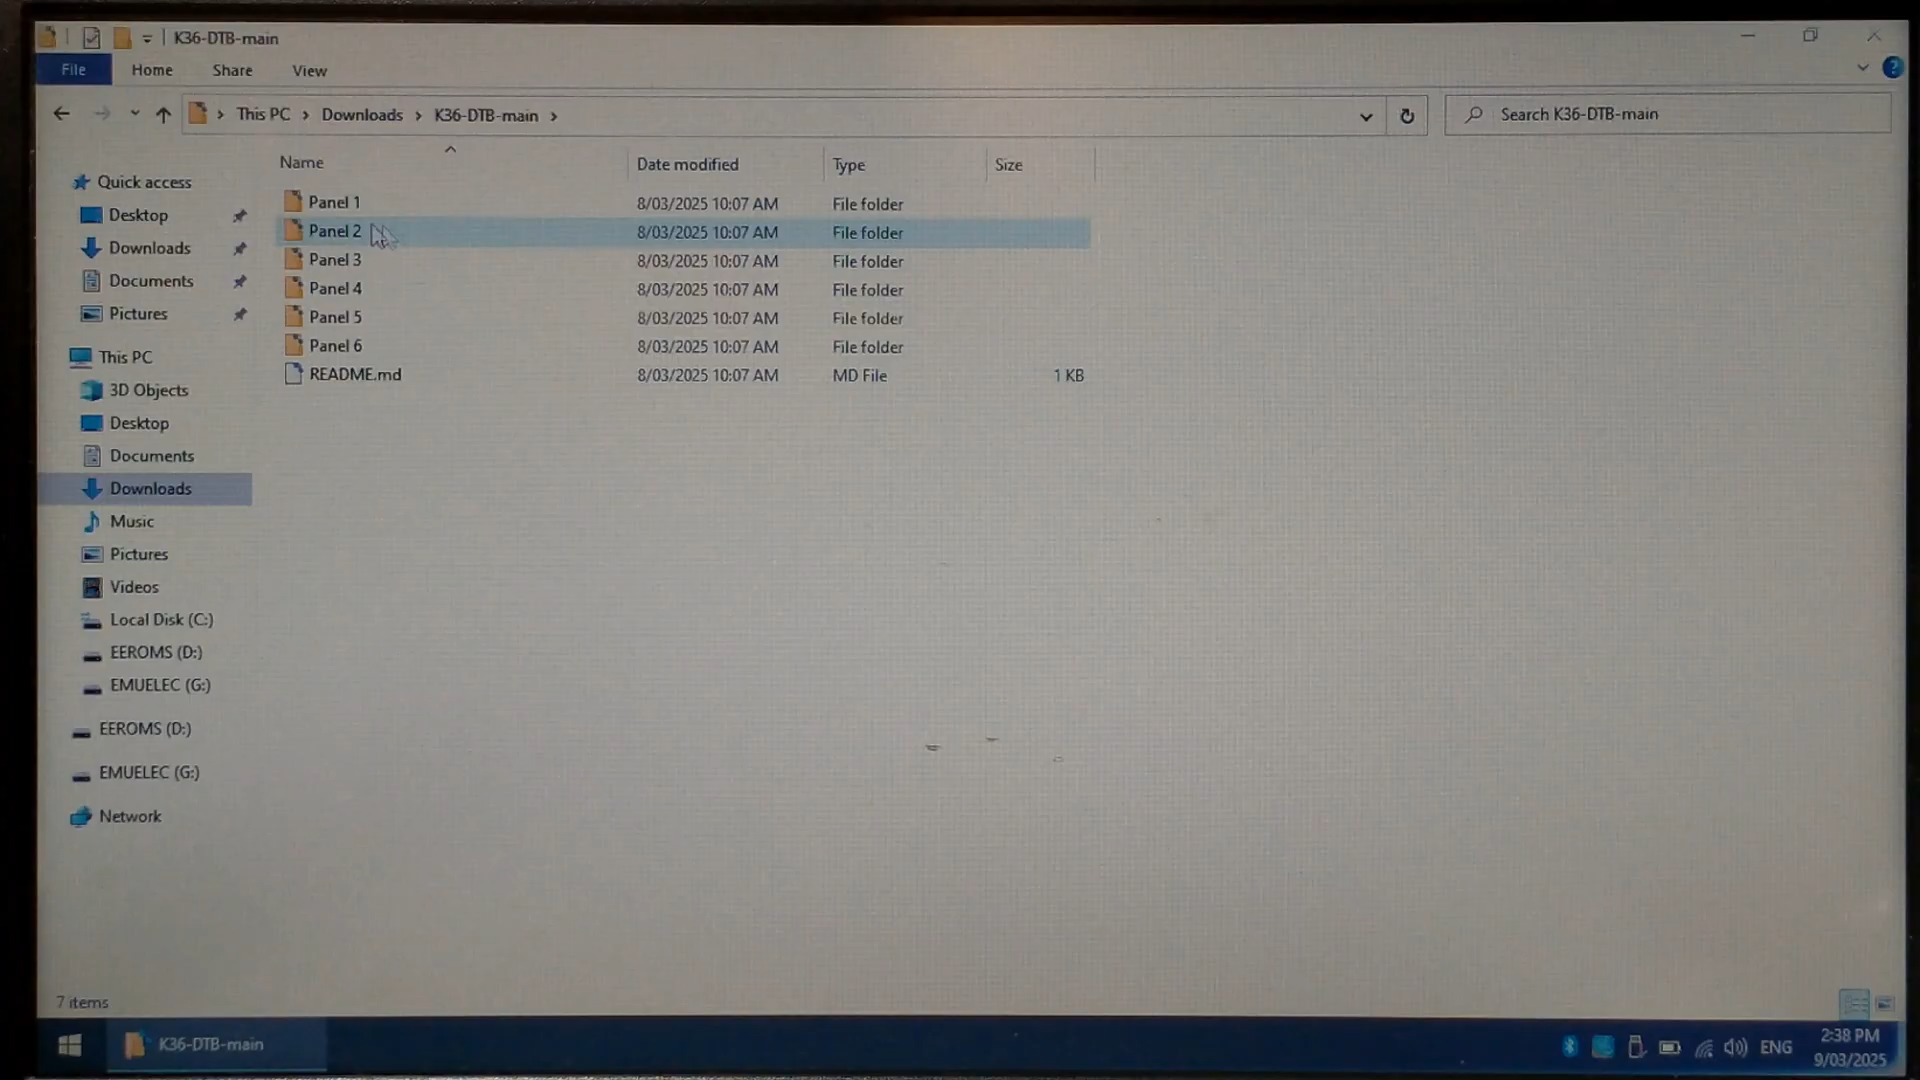 K36-DTB-main
File Home Share View
This PC Downloads K36-DTB-main
Search K36-DTB-main
Name Date modified Type Size
Quick access
Desktop
Downloads
Documents
Pictures
This PC
3D Objects
Desktop
Documents
Downloads
Music
Pictures
Videos
Local Disk (C:)
EEROMS (D:)
EMUELEC (G:)
EEROMS (D:)
EMUELEC (G:)
Network
Panel 1 8/03/2025 10:07 AM File folder
Panel 2 8/03/2025 10:07 AM File folder
Panel 3 8/03/2025 10:07 AM File folder
Panel 4 8/03/2025 10:07 AM File folder
Panel 5 8/03/2025 10:07 AM File folder
Panel 6 8/03/2025 10:07 AM File folder
README.md 8/03/2025 10:07 AM MD File 1 KB
7 items
K36-DTB-main
ENG
2:38 PM
9/03/2025